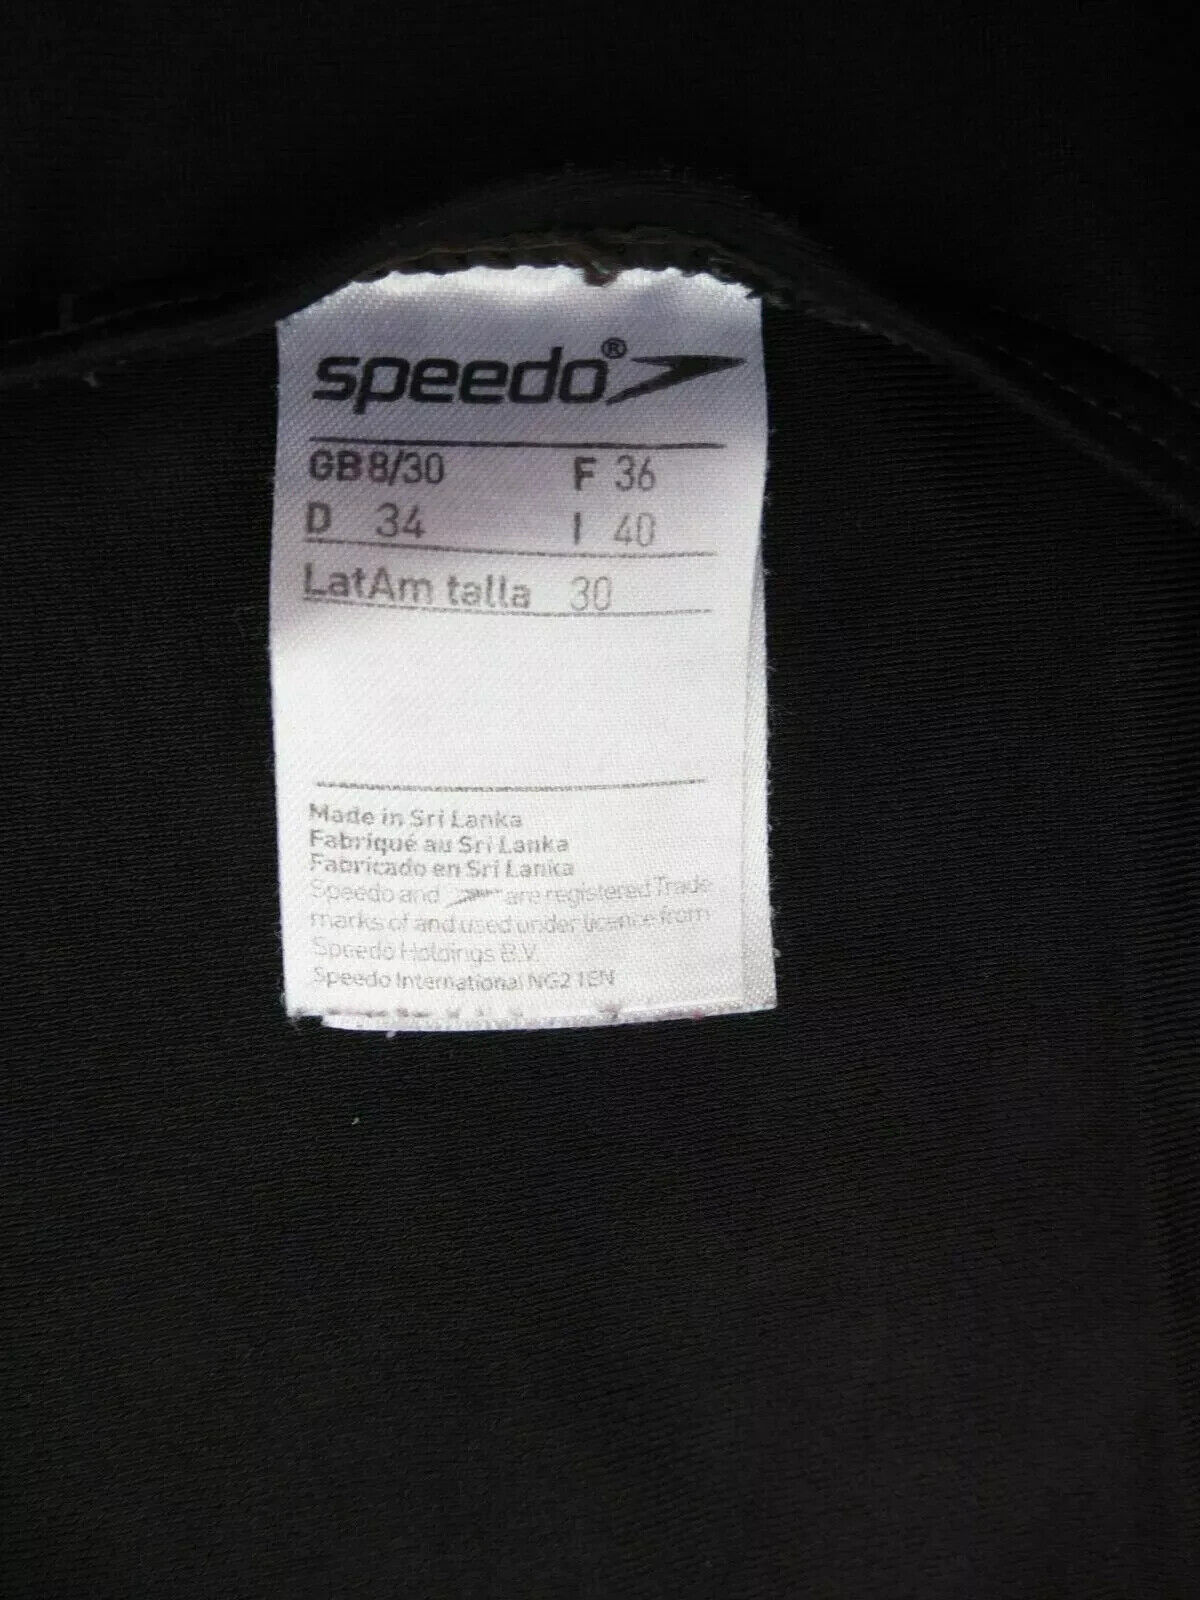 speedo®
GB 8/30 F 36
D 34 I 40
LatAm talla 30
Made in Sri Lanka
Fabriqué au Sri Lanka
Fabricado en Sri Lanka
Speedo and are registered Trade
marks of and used under licence from
Speedo Holdings B.V.
Speedo International NG2 1EN